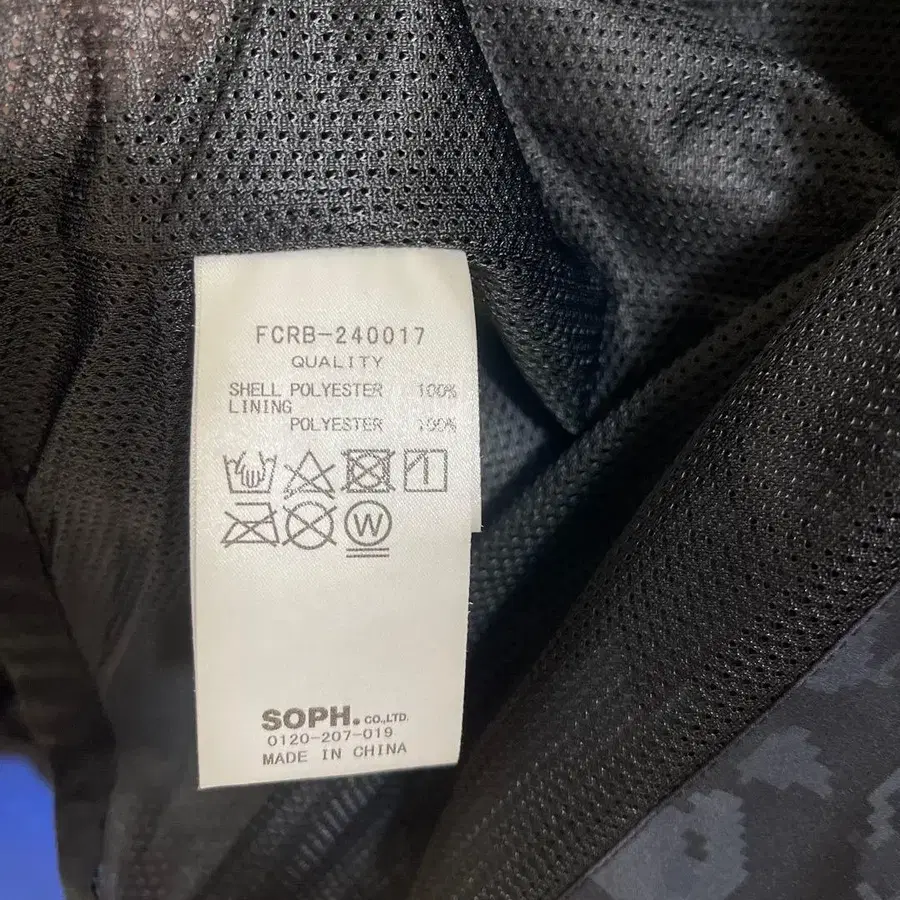 FCRB-240017
QUALITY
SHELL POLYESTER 100%
LINING
POLYESTER 100%
W
SOPH. CO.,LTD.
0120-207-019
MADE IN CHINA